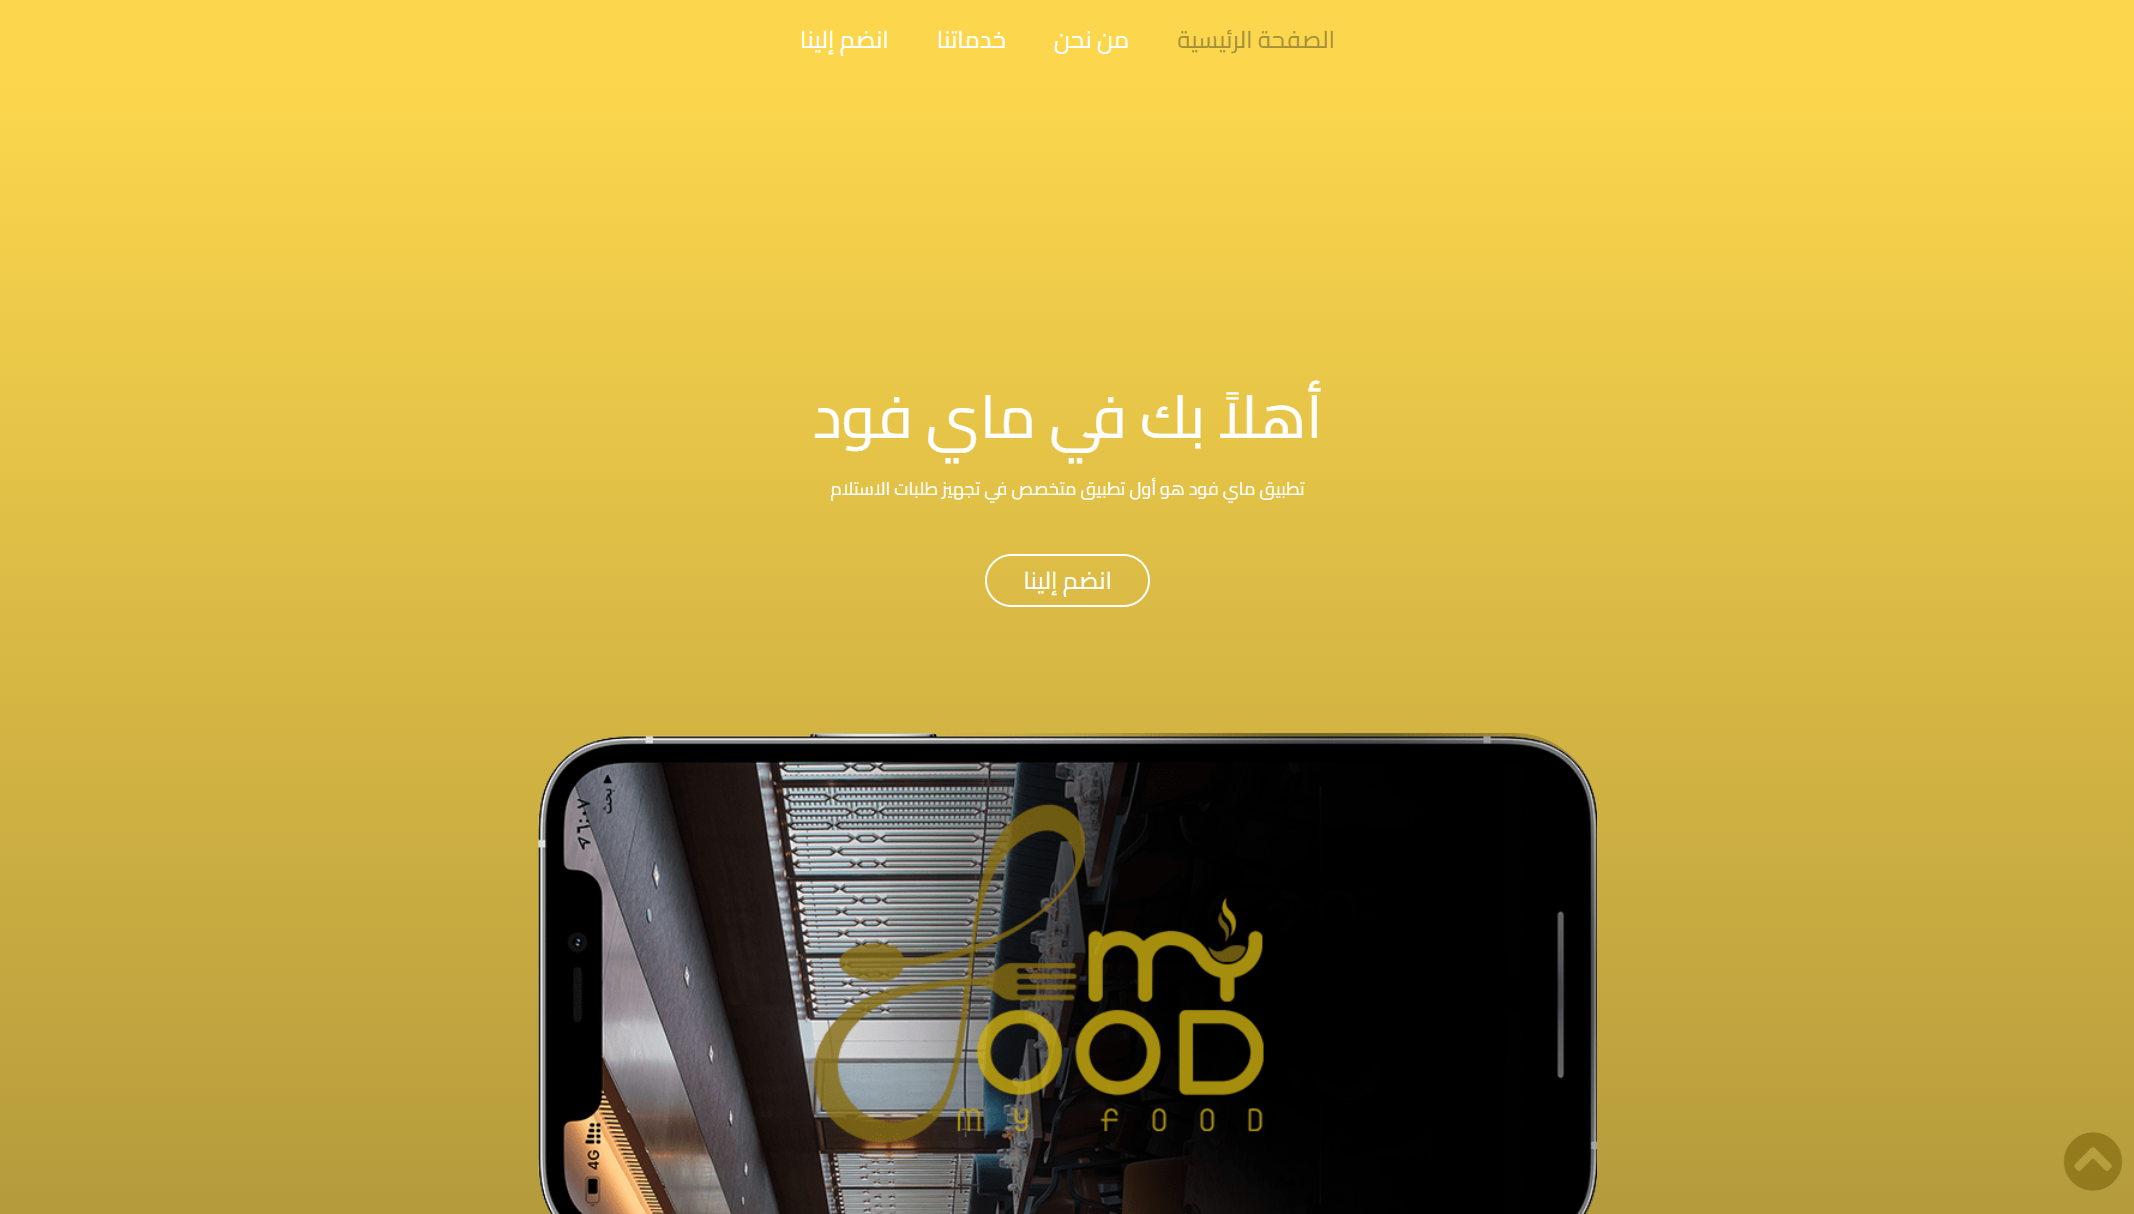 الصفحة الرئيسية من نحن خدماتنا انضم إلينا
أهلاً بك في ماي فود
تطبيق ماي فود هو أول تطبيق متخصص في تجهيز طلبات الاستلام
انضم إلينا
٦:٠٧
بحث
my
FOOD
my food
4G